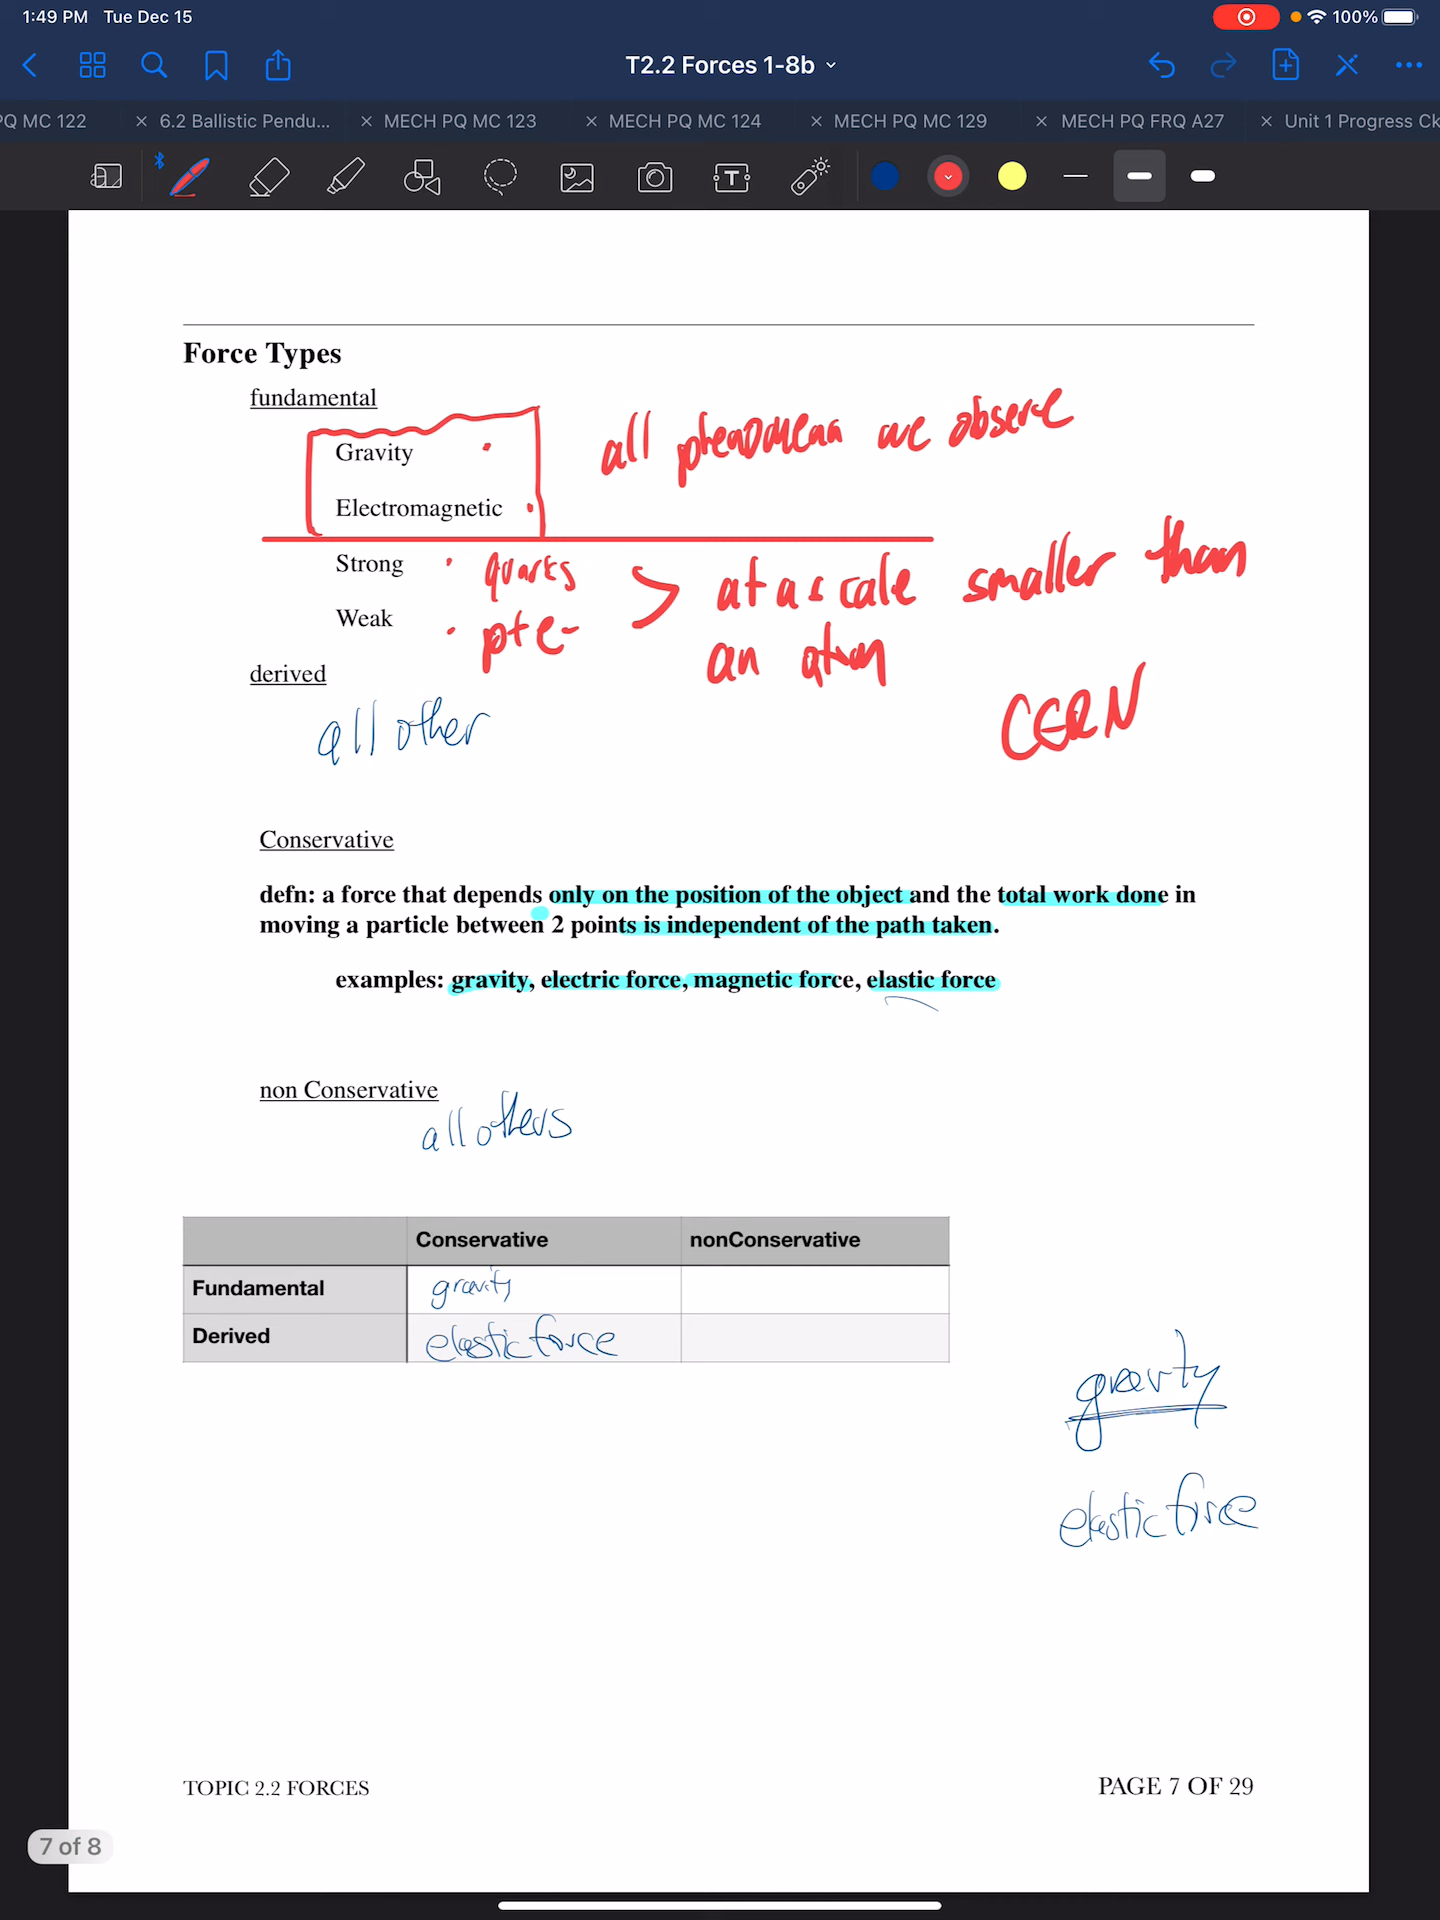 1:49 PM Tue Dec 15
100%
T2.2 Forces 1-8b
PQ MC 122
× 6.2 Ballistic Pendu...
× MECH PQ MC 123
× MECH PQ MC 124
× MECH PQ MC 129
× MECH PQ FRQ A27
× Unit 1 Progress Ck
T
Force Types
fundamental
Gravity
all phenomena we observe
Electromagnetic
Strong · quarks > at a scale smaller than
Weak · pte- an atom
derived
all other
CERN
Conservative
defn: a force that depends only on the position of the object and the total work done in
moving a particle between 2 points is independent of the path taken.
examples: gravity, electric force, magnetic force, elastic force
non Conservative
all others
Conservative nonConservative
Fundamental gravity
Derived elastic force
gravity
elastic force
TOPIC 2.2 FORCES PAGE 7 OF 29
7 of 8